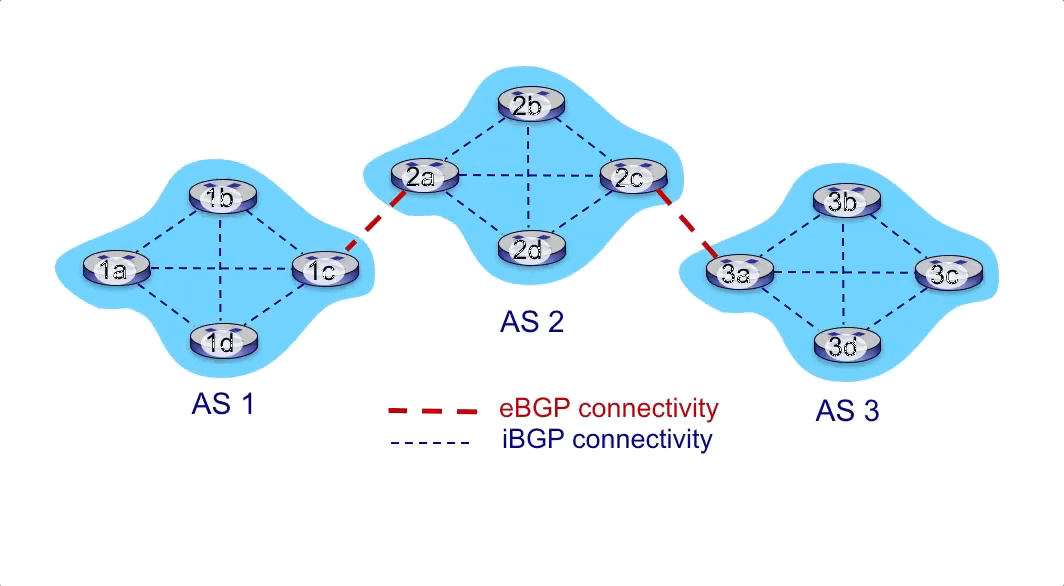 2b
2a
2c
2d
1b
1a
1c
1d
3b
3a
3c
3d
AS 2
AS 1
AS 3
eBGP connectivity
iBGP connectivity